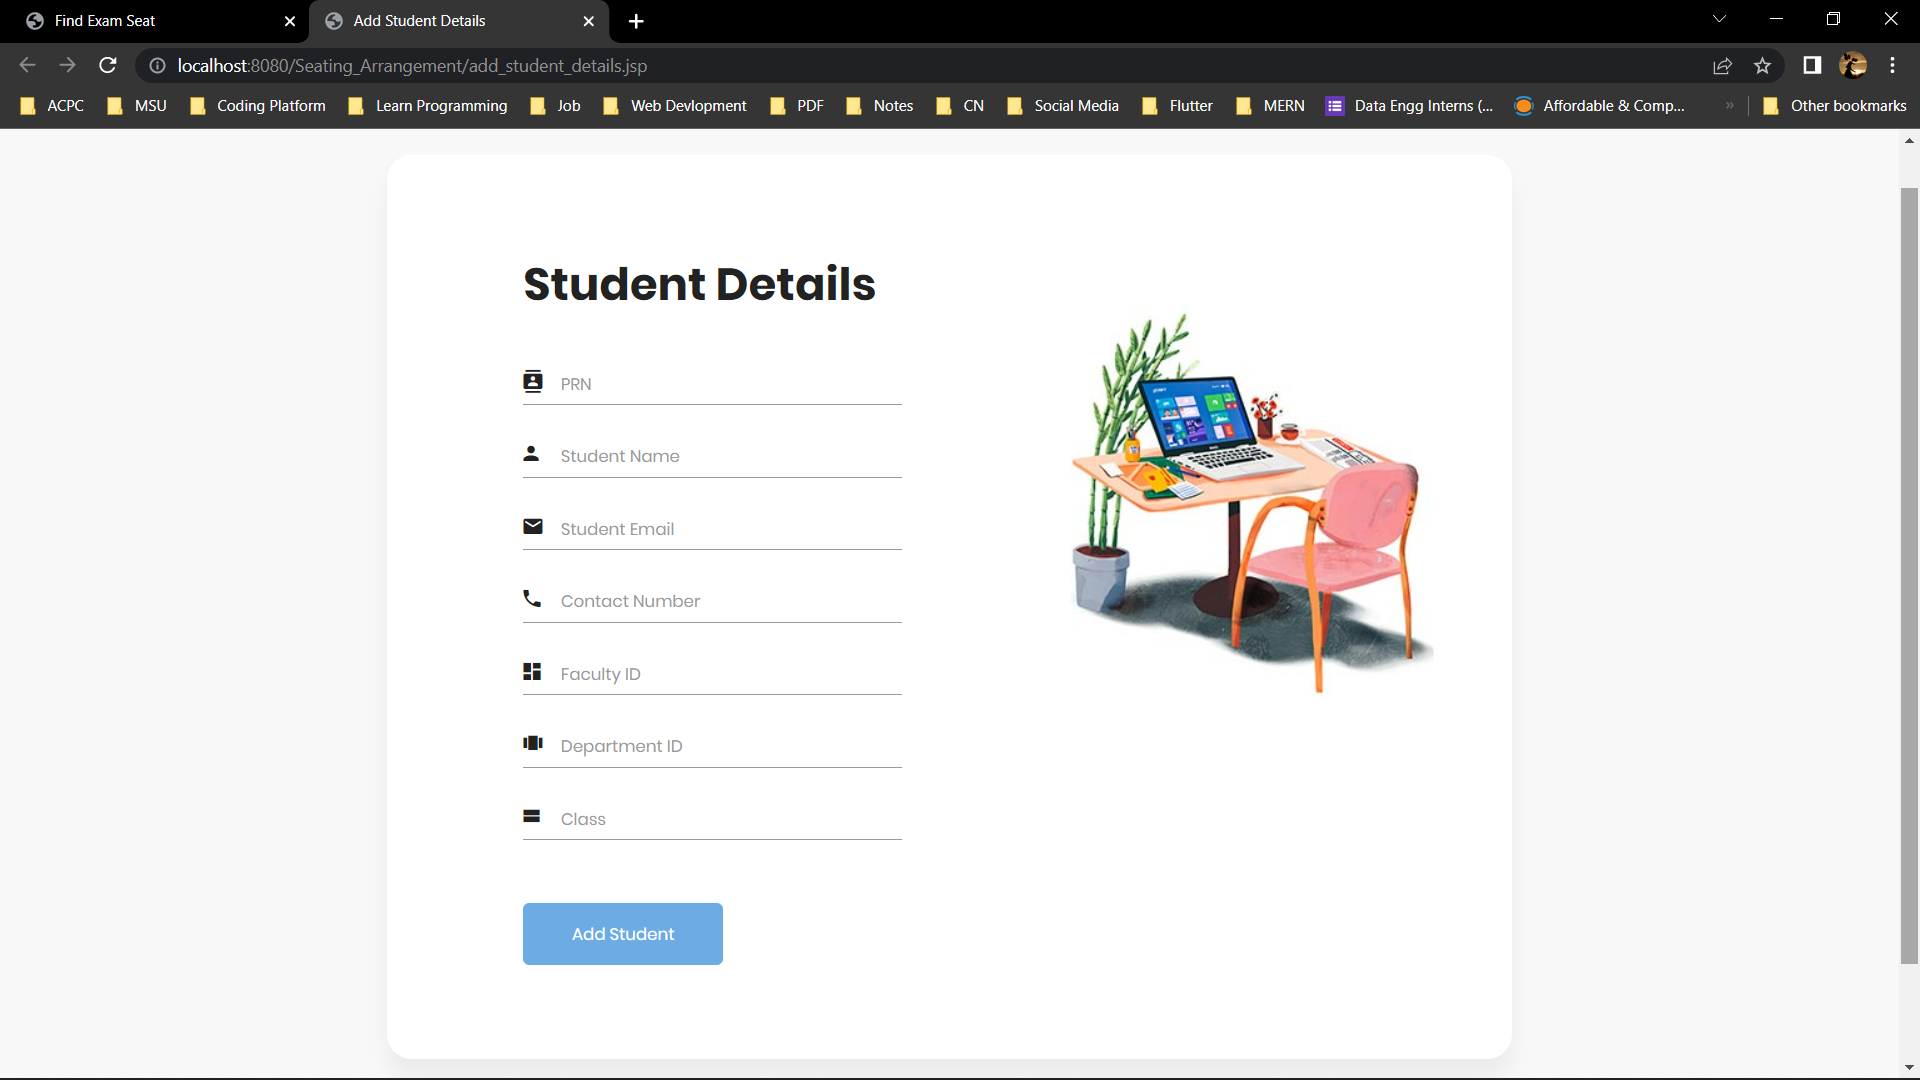 Find Exam Seat
Add Student Details
localhost:8080/Seating_Arrangement/add_student_details.jsp
ACPC
MSU
Coding Platform
Learn Programming
Job
Web Devlopment
PDF
Notes
CN
Social Media
Flutter
MERN
Data Engg Interns (...
Affordable & Comp...
»
Other bookmarks
Student Details
PRN
Student Name
Student Email
Contact Number
Faculty ID
Department ID
Class
Add Student